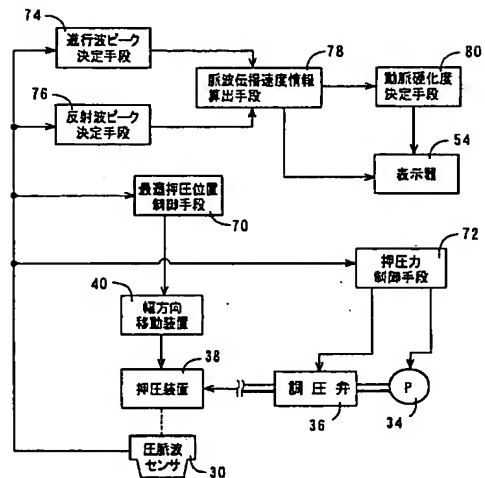 74
進行波ピーク
決定手段
76
反射波ピーク
決定手段
78
脈波伝播速度情報
算出手段
80
動脈硬化度
決定手段
54
表示器
最適押圧位置
制御手段
70
72
押圧力
制御手段
40
幅方向
移動装置
38
押圧装置
調圧弁
36
P
34
圧脈波
センサ
30